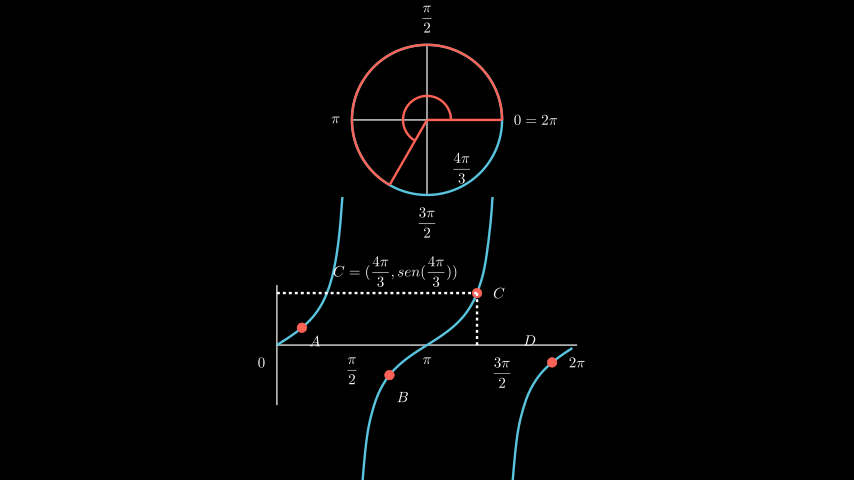 π/2
π
0 = 2π
4π/3
3π/2
C = (4π/3, sen(4π/3))
C
A
D
0
π/2
π
3π/2
2π
B